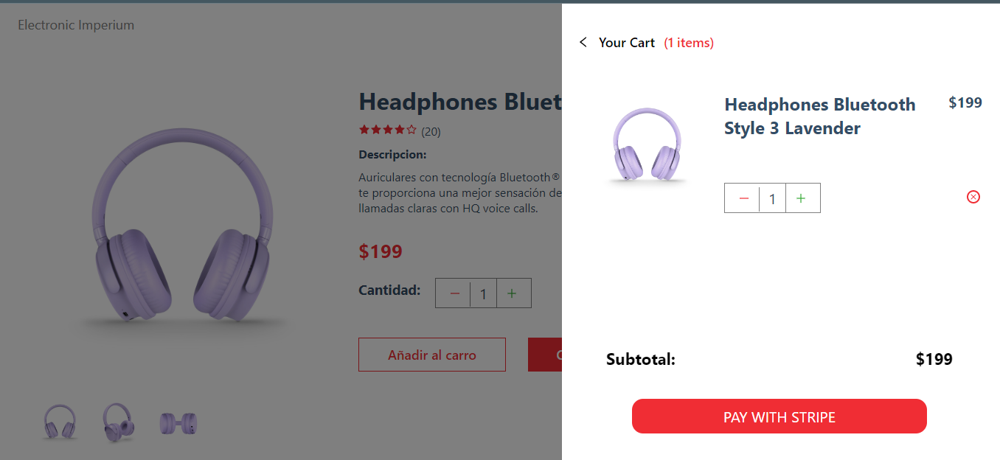 Electronic Imperium
Headphones Bluet
(20)
Descripcion:
Auriculares con tecnología Bluetooth®
te proporciona una mejor sensación de
llamadas claras con HQ voice calls.
$199
Cantidad:
1
Añadir al carro
Your Cart (1 items)
Headphones Bluetooth
Style 3 Lavender
$199
1
Subtotal:
$199
PAY WITH STRIPE